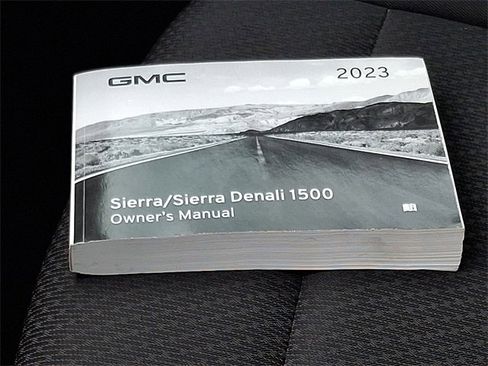 GMC 2023
Sierra/Sierra Denali 1500
Owner's Manual